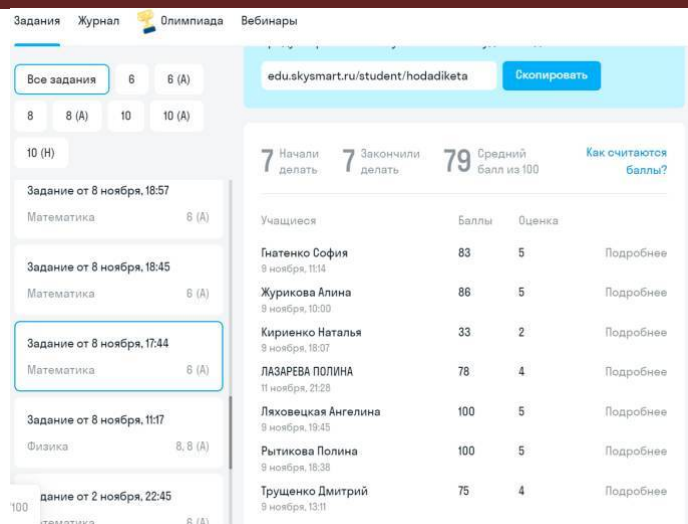 Задания Журнал Олимпиада Вебинары
Все задания 6 6 (А)
8 8 (А) 10 10 (А)
10 (Н)
Задание от 8 ноября, 18:57
Математика 6 (А)
Задание от 8 ноября, 18:45
Математика 6 (А)
Задание от 8 ноября, 17:44
Математика 6 (А)
Задание от 8 ноября, 11:17
Физика 8, 8 (А)
дание от 2 ноября, 22:45
/100
тематика 6 (А)
edu.skysmart.ru/student/hodadiketa Скопировать
7 Начали делать 7 Закончили делать 79 Средний балл из 100 Как считаются баллы?
Учащиеся Баллы Оценка
Гнатенко София 83 5 Подробнее
9 ноября, 11:14
Журикова Алина 86 5 Подробнее
9 ноября, 10:00
Кириенко Наталья 33 2 Подробнее
9 ноября, 18:07
ЛАЗАРЕВА ПОЛИНА 78 4 Подробнее
11 ноября, 21:28
Ляховецкая Ангелина 100 5 Подробнее
9 ноября, 19:45
Рытикова Полина 100 5 Подробнее
9 ноября, 18:38
Трущенко Дмитрий 75 4 Подробнее
9 ноября, 13:11